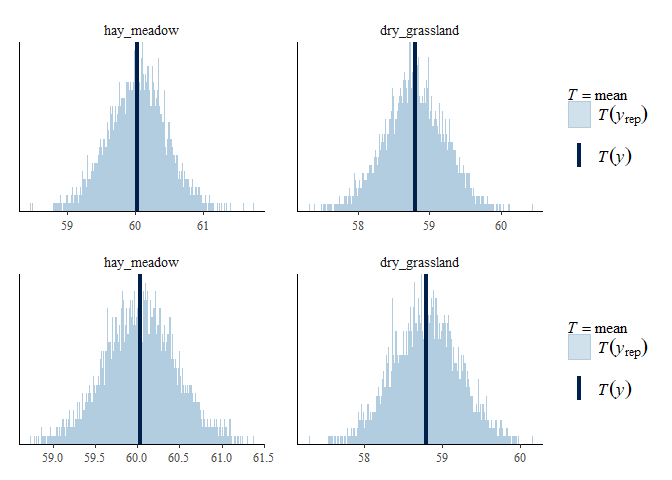 hay_meadow
dry_grassland
59 60 61
58 59 60
T = mean
T(yrep)
T(y)
hay_meadow
dry_grassland
59.0 59.5 60.0 60.5 61.0 61.5
58 59 60
T = mean
T(yrep)
T(y)